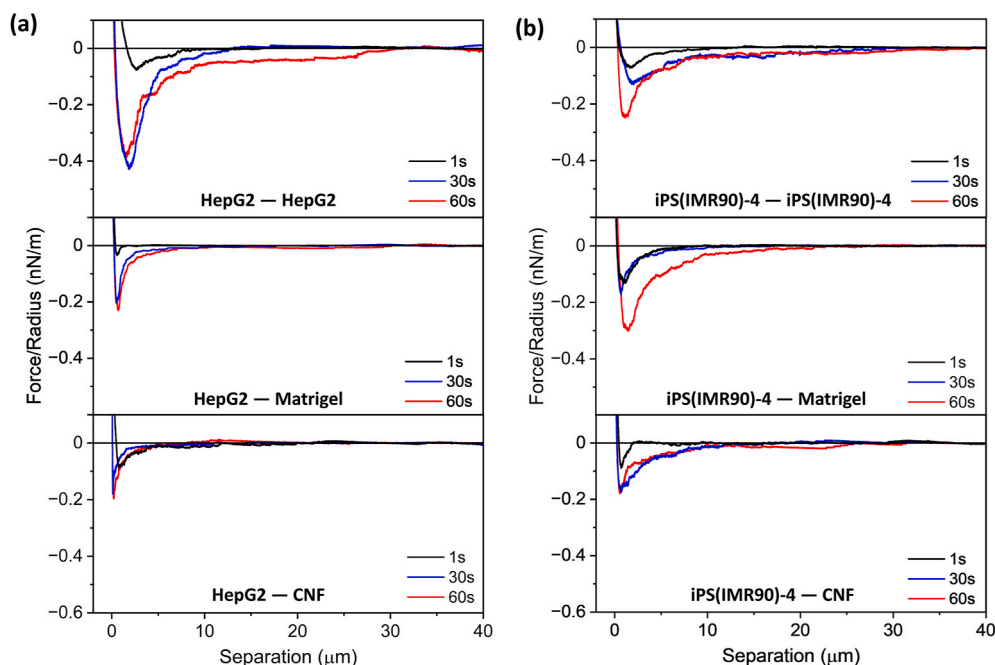 (a)
0
−0.2
−0.4
1s
30s
60s
HepG2 — HepG2
0
−0.2
−0.4
1s
30s
60s
HepG2 — Matrigel
0
−0.2
−0.4
−0.6
1s
30s
60s
HepG2 — CNF
Force/Radius (nN/m)
0 10 20 30 40
Separation (μm)
(b)
0
−0.2
−0.4
1s
30s
60s
iPS(IMR90)-4 — iPS(IMR90)-4
0
−0.2
−0.4
1s
30s
60s
iPS(IMR90)-4 — Matrigel
0
−0.2
−0.4
−0.6
1s
30s
60s
iPS(IMR90)-4 — CNF
Force/Radius (nN/m)
0 10 20 30 40
Separation (μm)